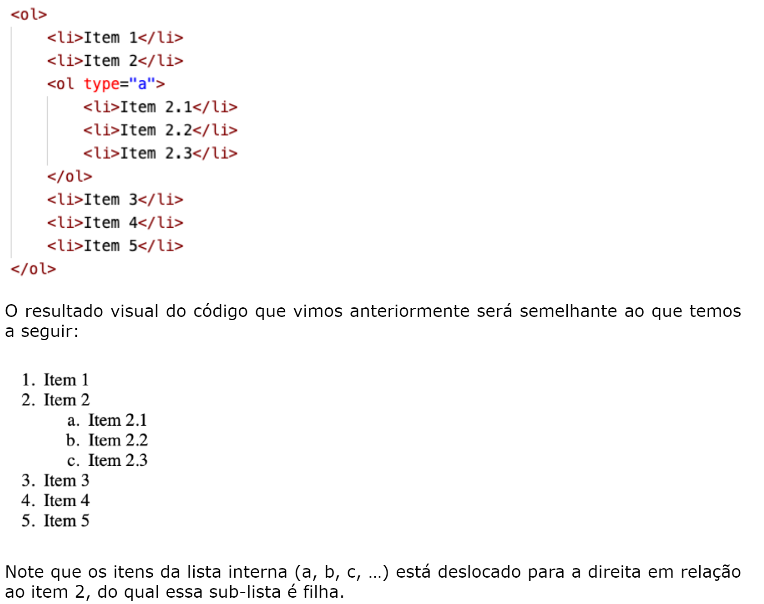 <ol>
<li>Item 1</li>
<li>Item 2</li>
<ol type="a">
<li>Item 2.1</li>
<li>Item 2.2</li>
<li>Item 2.3</li>
</ol>
<li>Item 3</li>
<li>Item 4</li>
<li>Item 5</li>
</ol>
O resultado visual do código que vimos anteriormente será semelhante ao que temos
a seguir:
1. Item 1
2. Item 2
a. Item 2.1
b. Item 2.2
c. Item 2.3
3. Item 3
4. Item 4
5. Item 5
Note que os itens da lista interna (a, b, c, ...) está deslocado para a direita em relação
ao item 2, do qual essa sub-lista é filha.